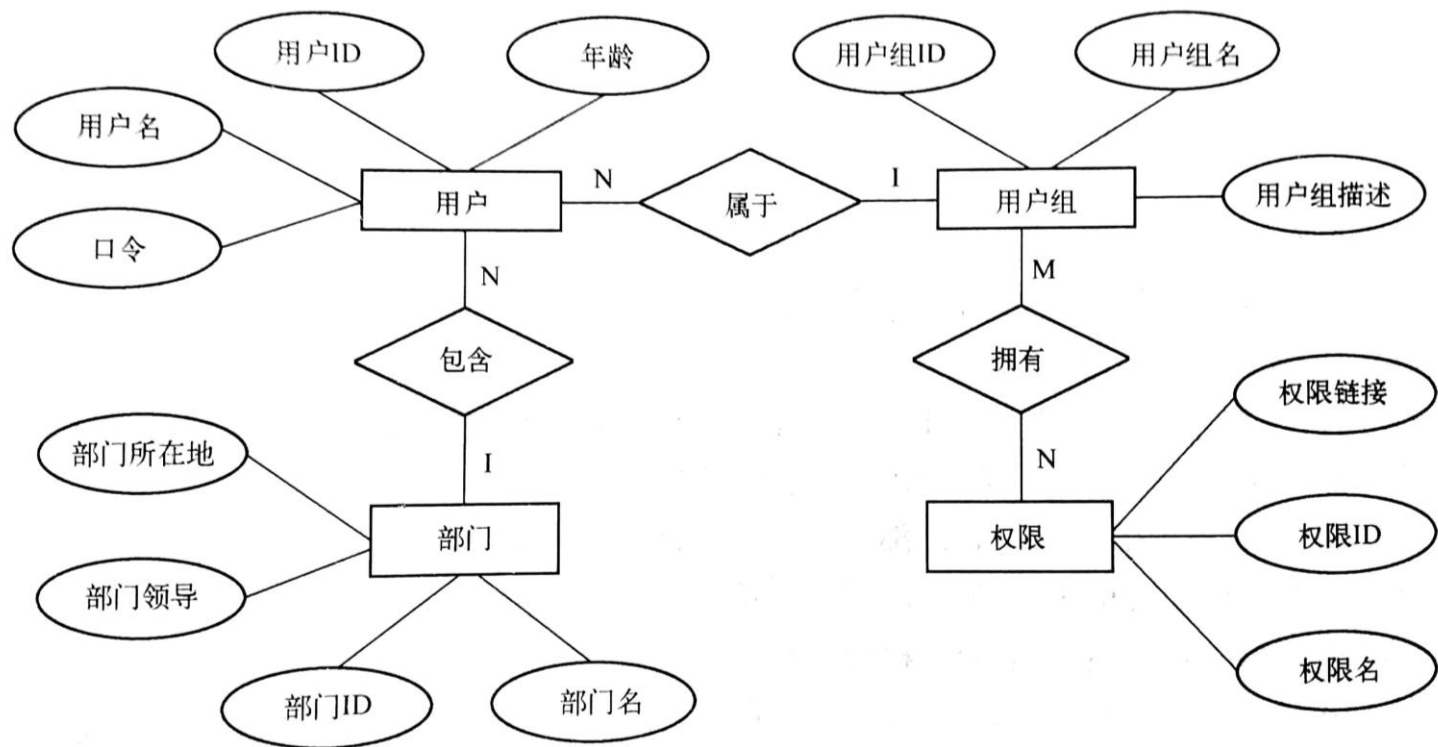 用户ID
年龄
用户组ID
用户组名
用户名
用户
N
属于
I
用户组
用户组描述
口令
N
M
包含
拥有
权限链接
部门所在地
I
N
部门
权限
权限ID
部门领导
部门ID
部门名
权限名